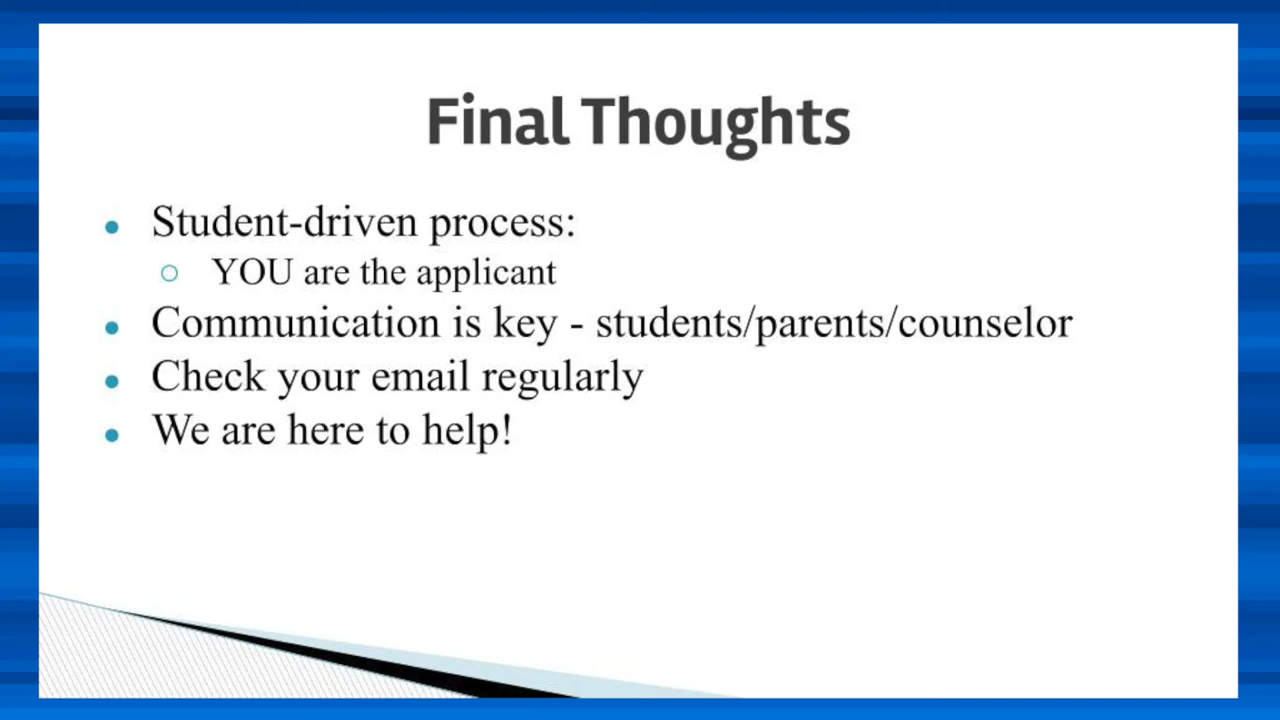 Final Thoughts
Student-driven process:
YOU are the applicant
Communication is key - students/parents/counselor
Check your email regularly
We are here to help!